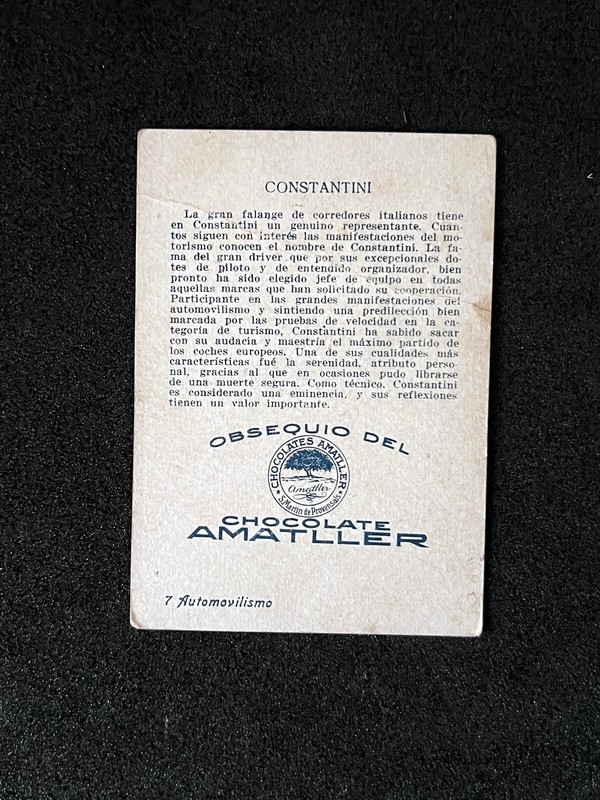 CONSTANTINI
La gran falange de corredores italianos tiene
en Constantini un genuino representante. Cuan-
tos siguen con interés las manifestaciones del mo-
torismo conocen el nombre de Constantini. La fa-
ma del gran driver que por sus excepcionales do-
tes de piloto y de entendido organizador, bien
pronto ha sido elegido jefe de equipo en todas
aquellas marcas que han solicitado su cooperación.
Participante en las grandes manifestaciones del
automovilismo y sintiendo una predilección bien
marcada por las pruebas de velocidad en la ca-
tegoría de turismo, Constantini ha sabido sacar
con su audacia y maestría el máximo partido de
los coches europeos. Una de sus cualidades más
características fué la serenidad, atributo perso-
nal, gracias al que en ocasiones pudo librarse
de una muerte segura. Como técnico, Constantini
es considerado una eminencia, y sus reflexiones
tienen un valor importante.
OBSEQUIO DEL
CHOCOLATES AMATLLER
Amatller
S. Martín de Provensals
CHOCOLATE
AMATLLER
7 Automovilismo